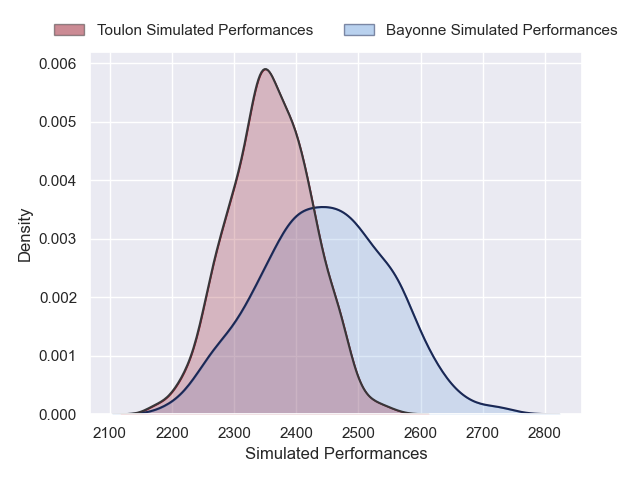 Toulon Simulated Performances Bayonne Simulated Performances
0.006
0.005
0.004
0.003
0.002
0.001
0.000
Density
2100 2200 2300 2400 2500 2600 2700 2800
Simulated Performances